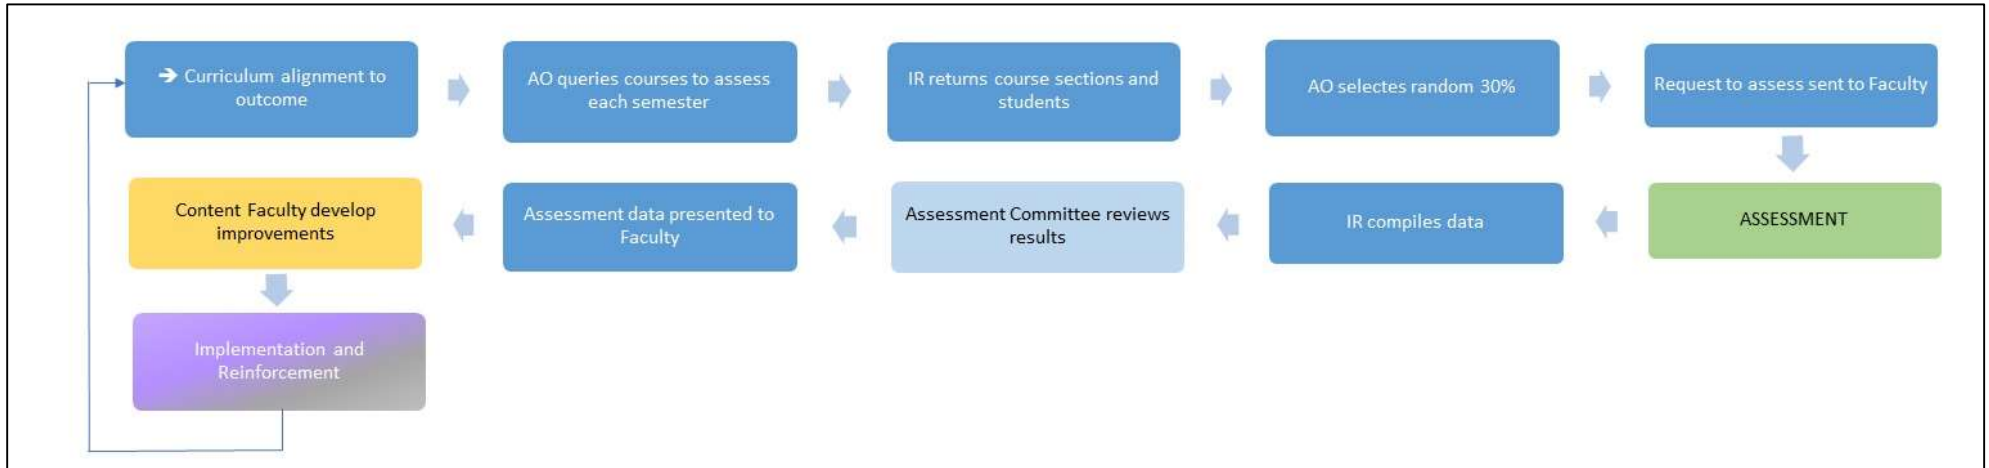 ➔ Curriculum alignment to
outcome
AO queries courses to assess
each semester
IR returns course sections and
students
AO selectes random 30%
Request to assess sent to Faculty
ASSESSMENT
IR compiles data
Assessment Committee reviews
results
Assessment data presented to
Faculty
Content Faculty develop
improvements
Implementation and
Reinforcement